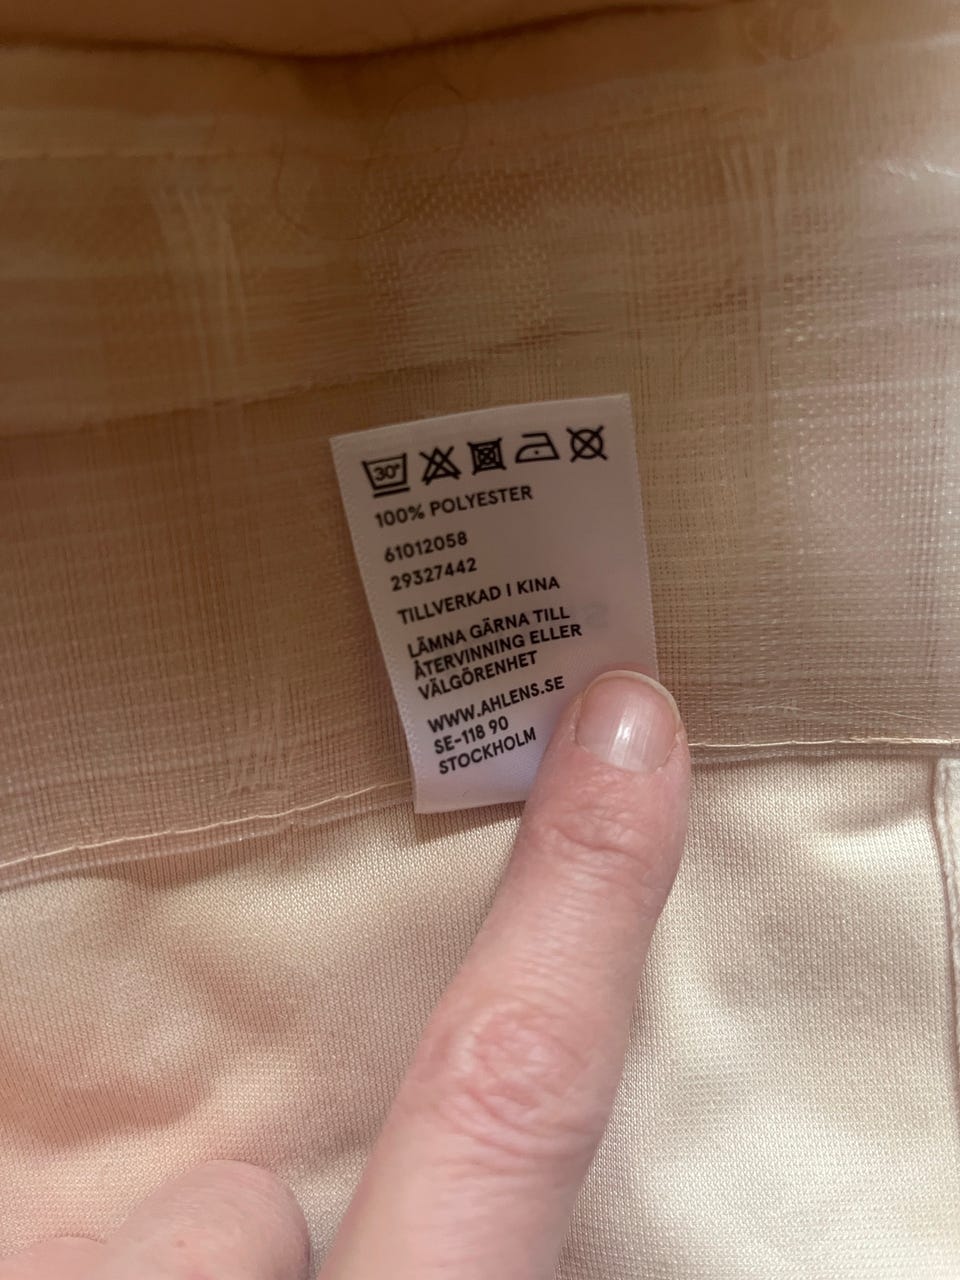 30°
100% POLYESTER
61012058
29327442
TILLVERKAD I KINA
LÄMNA GÄRNA TILL
ÅTERVINNING ELLER
VÄLGÖRENHET
WWW.AHLENS.SE
SE-118 90
STOCKHOLM